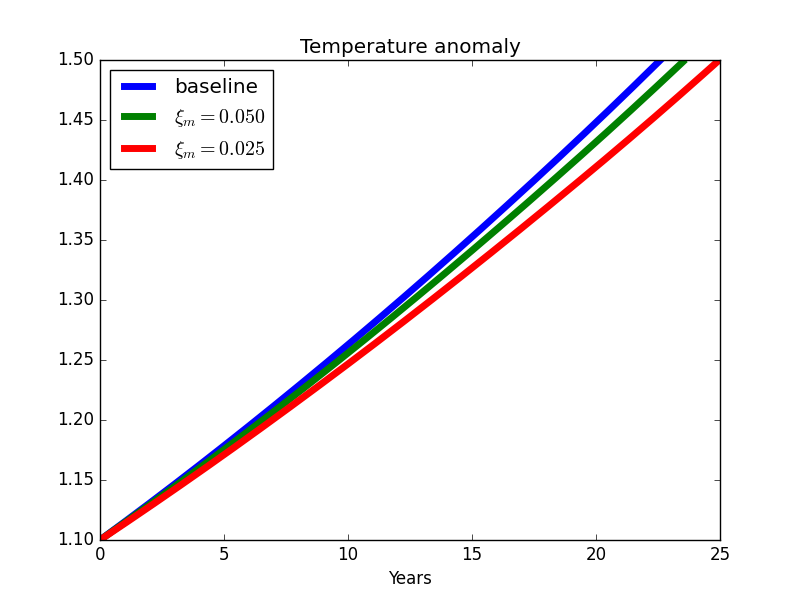 Temperature anomaly
1.50
1.45
1.40
1.35
1.30
1.25
1.20
1.15
1.10
baseline
ξ_m = 0.050
ξ_m = 0.025
0 5 10 15 20 25
Years